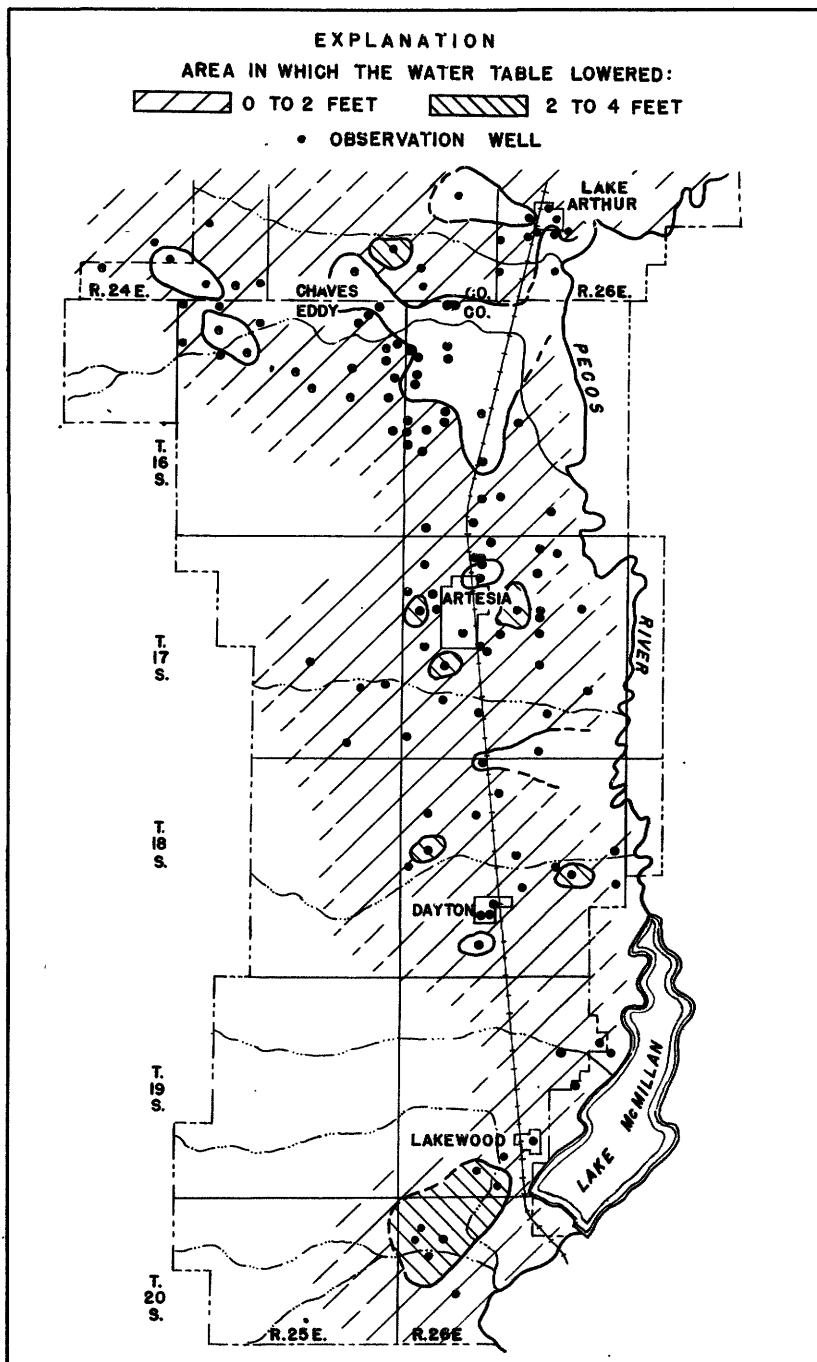 EXPLANATION
AREA IN WHICH THE WATER TABLE LOWERED:
0 TO 2 FEET
2 TO 4 FEET
OBSERVATION WELL
LAKE
ARTHUR
R. 24 E.
CHAVES
CO.
R. 26 E.
EDDY
CO.
PECOS
T.
16
S.
ARTESIA
T.
17
S.
RIVER
T.
18
S.
DAYTON
T.
19
S.
LAKE McMILLAN
LAKEWOOD
T.
20
S.
R. 25 E.
R. 26 E